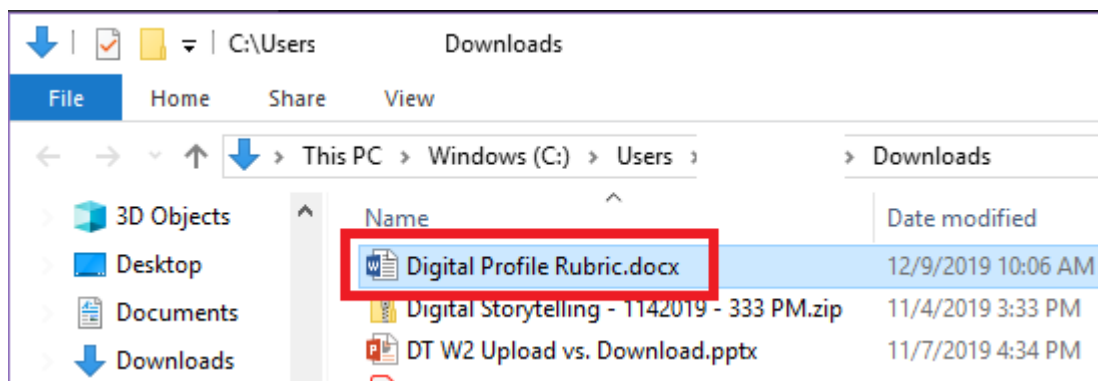 C:\Users Downloads
File Home Share View
This PC > Windows (C:) > Users > > Downloads
3D Objects
Name Date modified
Desktop
Digital Profile Rubric.docx 12/9/2019 10:06 AM
Documents
Digital Storytelling - 1142019 - 333 PM.zip 11/4/2019 3:33 PM
Downloads
DT W2 Upload vs. Download.pptx 11/7/2019 4:34 PM